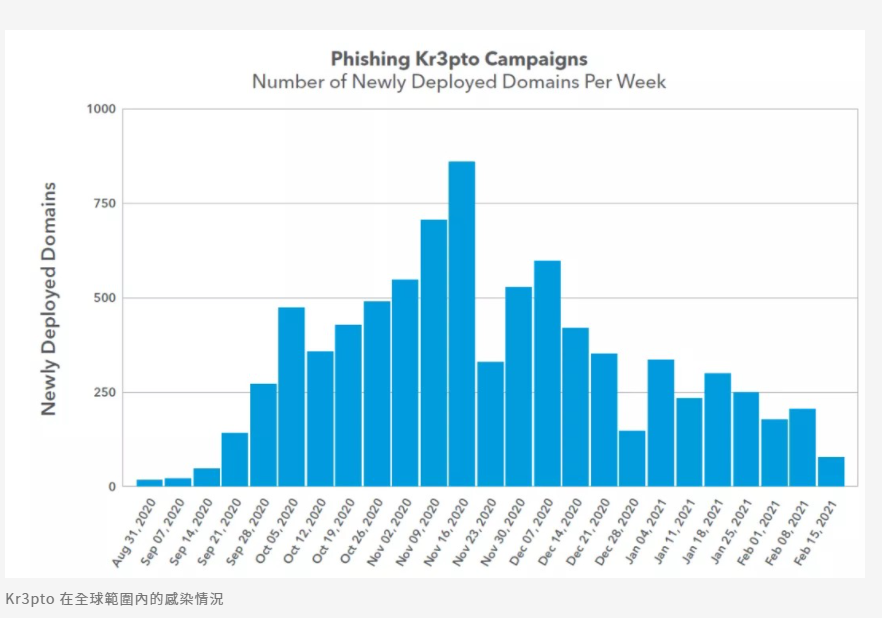 Phishing Kr3pto Campaigns
Number of Newly Deployed Domains Per Week
Newly Deployed Domains
1000
750
500
250
0
Aug 31, 2020
Sep 07, 2020
Sep 14, 2020
Sep 21, 2020
Sep 28, 2020
Oct 05, 2020
Oct 12, 2020
Oct 19, 2020
Oct 26, 2020
Nov 02, 2020
Nov 09, 2020
Nov 16, 2020
Nov 23, 2020
Nov 30, 2020
Dec 07, 2020
Dec 14, 2020
Dec 21, 2020
Dec 28, 2020
Jan 04, 2021
Jan 11, 2021
Jan 18, 2021
Jan 25, 2021
Feb 01, 2021
Feb 08, 2021
Feb 15, 2021
Kr3pto 在全球範圍內的感染情況